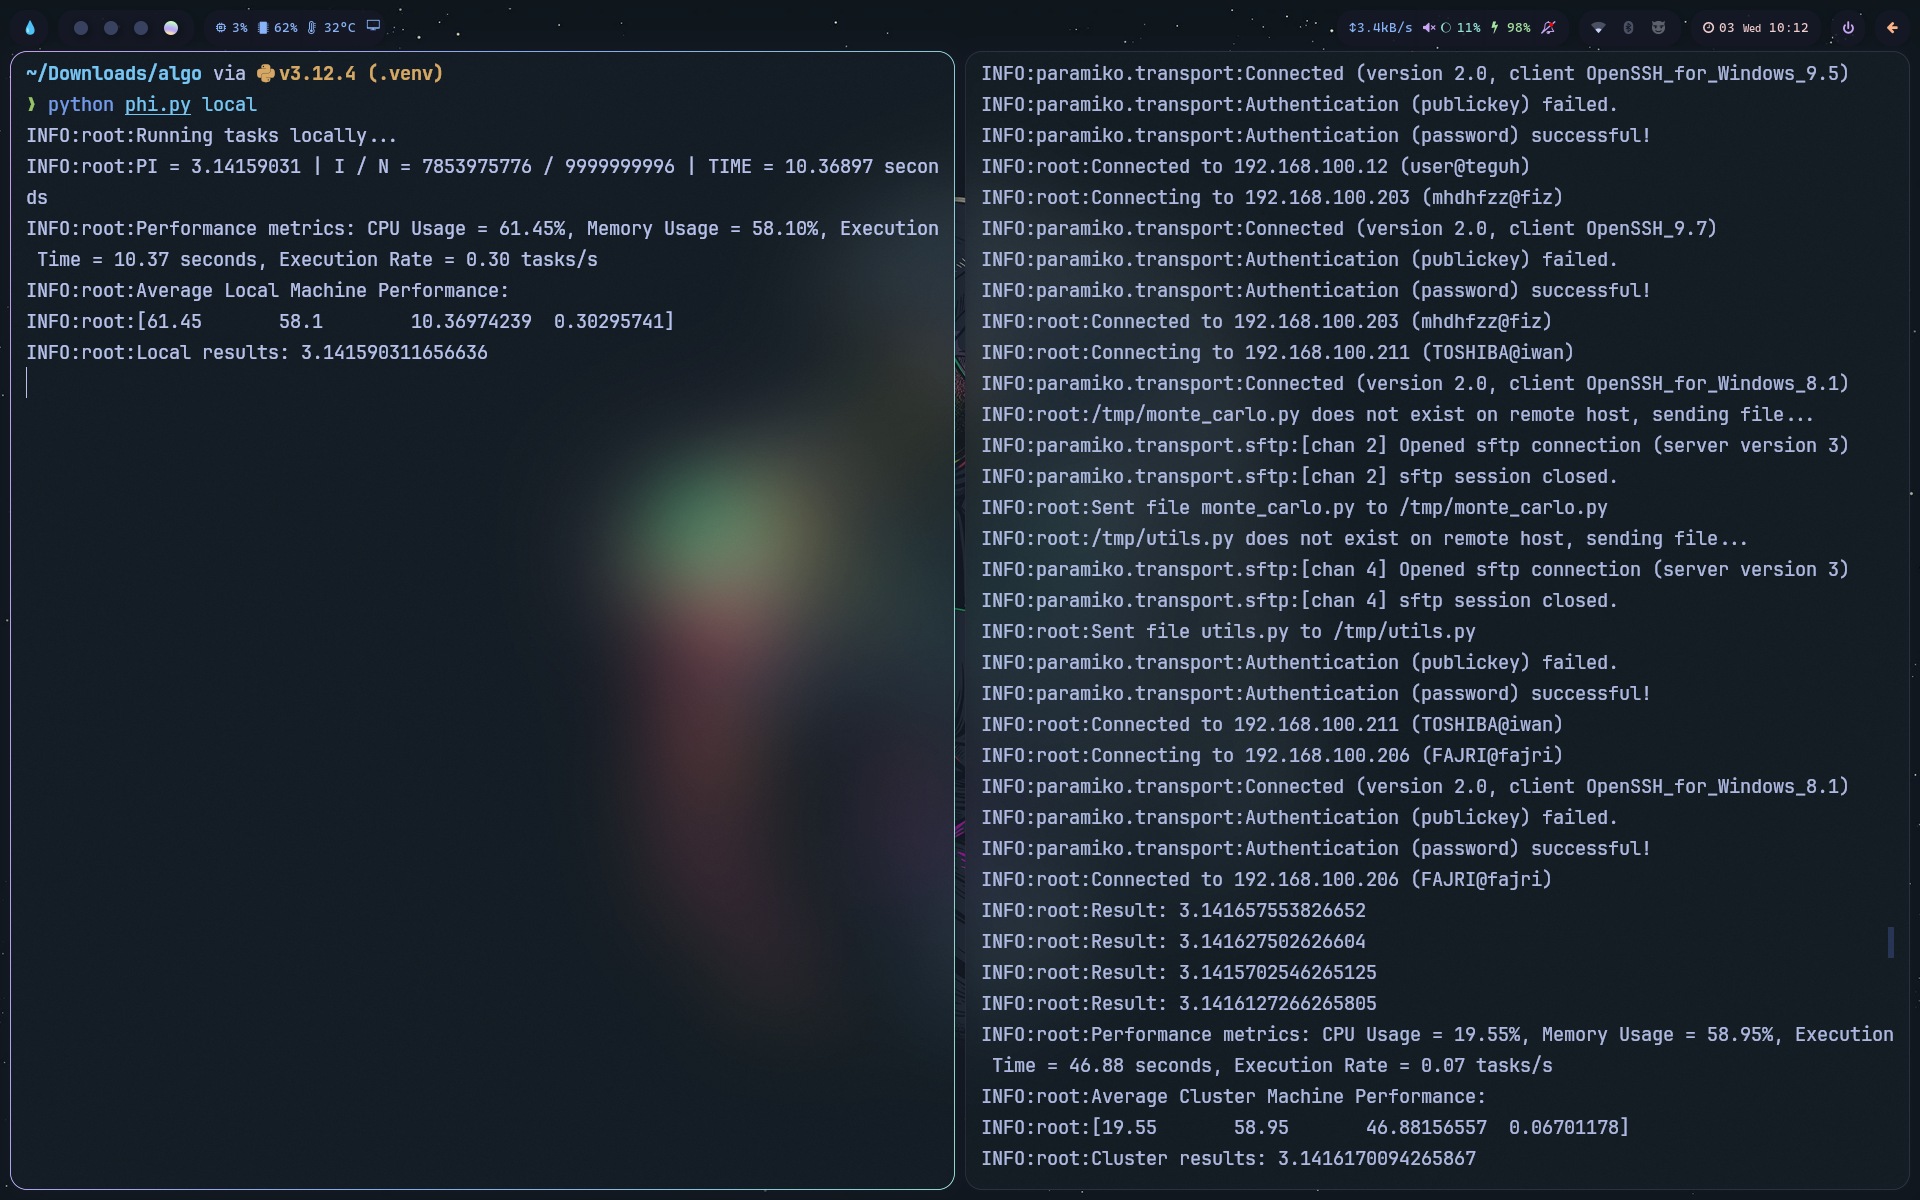 3% 62% 32°C
↕3.4kB/s 11% 98% 03 Wed 10:12
~/Downloads/algo via v3.12.4 (.venv)
❯ python phi.py local
INFO:root:Running tasks locally...
INFO:root:PI = 3.14159031 | I / N = 7853975776 / 9999999996 | TIME = 10.36897 secon
ds
INFO:root:Performance metrics: CPU Usage = 61.45%, Memory Usage = 58.10%, Execution
 Time = 10.37 seconds, Execution Rate = 0.30 tasks/s
INFO:root:Average Local Machine Performance:
INFO:root:[61.45       58.1        10.36974239  0.30295741]
INFO:root:Local results: 3.141590311656636
INFO:paramiko.transport:Connected (version 2.0, client OpenSSH_for_Windows_9.5)
INFO:paramiko.transport:Authentication (publickey) failed.
INFO:paramiko.transport:Authentication (password) successful!
INFO:root:Connected to 192.168.100.12 (user@teguh)
INFO:root:Connecting to 192.168.100.203 (mhdhfzz@fiz)
INFO:paramiko.transport:Connected (version 2.0, client OpenSSH_9.7)
INFO:paramiko.transport:Authentication (publickey) failed.
INFO:paramiko.transport:Authentication (password) successful!
INFO:root:Connected to 192.168.100.203 (mhdhfzz@fiz)
INFO:root:Connecting to 192.168.100.211 (TOSHIBA@iwan)
INFO:paramiko.transport:Connected (version 2.0, client OpenSSH_for_Windows_8.1)
INFO:root:/tmp/monte_carlo.py does not exist on remote host, sending file...
INFO:paramiko.transport.sftp:[chan 2] Opened sftp connection (server version 3)
INFO:paramiko.transport.sftp:[chan 2] sftp session closed.
INFO:root:Sent file monte_carlo.py to /tmp/monte_carlo.py
INFO:root:/tmp/utils.py does not exist on remote host, sending file...
INFO:paramiko.transport.sftp:[chan 4] Opened sftp connection (server version 3)
INFO:paramiko.transport.sftp:[chan 4] sftp session closed.
INFO:root:Sent file utils.py to /tmp/utils.py
INFO:paramiko.transport:Authentication (publickey) failed.
INFO:paramiko.transport:Authentication (password) successful!
INFO:root:Connected to 192.168.100.211 (TOSHIBA@iwan)
INFO:root:Connecting to 192.168.100.206 (FAJRI@fajri)
INFO:paramiko.transport:Connected (version 2.0, client OpenSSH_for_Windows_8.1)
INFO:paramiko.transport:Authentication (publickey) failed.
INFO:paramiko.transport:Authentication (password) successful!
INFO:root:Connected to 192.168.100.206 (FAJRI@fajri)
INFO:root:Result: 3.141657553826652
INFO:root:Result: 3.141627502626604
INFO:root:Result: 3.1415702546265125
INFO:root:Result: 3.1416127266265805
INFO:root:Performance metrics: CPU Usage = 19.55%, Memory Usage = 58.95%, Execution
 Time = 46.88 seconds, Execution Rate = 0.07 tasks/s
INFO:root:Average Cluster Machine Performance:
INFO:root:[19.55       58.95       46.88156557  0.06701178]
INFO:root:Cluster results: 3.1416170094265867